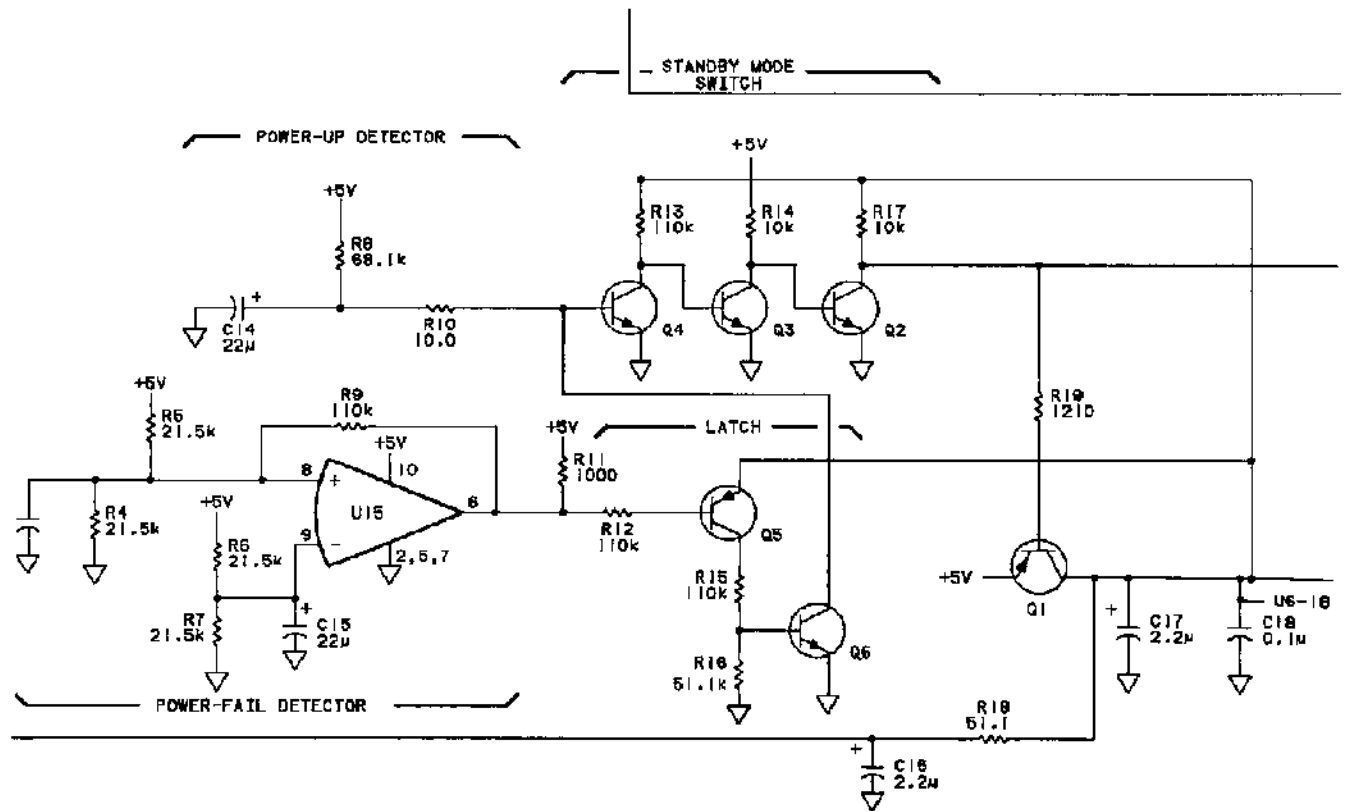 STANDBY MODE
SWITCH
POWER-UP DETECTOR
+5V
+5V
R8
68.1k
R13
110k
R14
10k
R17
10k
+
C14
22μ
R10
10.0
Q4
Q3
Q2
+5V
R5
21.5k
R9
110k
+5V
10
+5V
R11
1000
LATCH
R19
1210
8
+
U15
6
9
-
2,5,7
R4
21.5k
+5V
R6
21.5k
R12
110k
Q5
R7
21.5k
+
C15
22μ
R15
110k
+5V
Q1
U6-18
+
C17
2.2μ
C18
0.1μ
Q6
R16
51.1k
POWER-FAIL DETECTOR
R18
51.1
+
C16
2.2μ